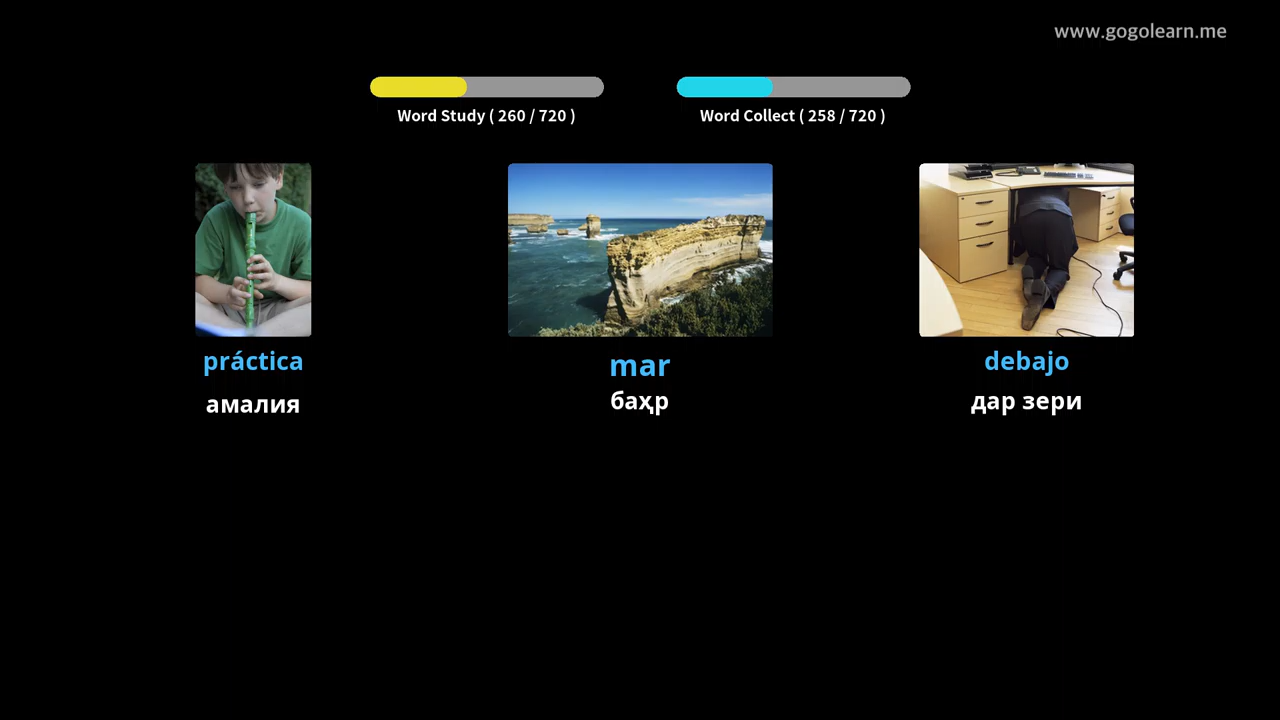 www.gogolearn.me
Word Study ( 260 / 720 )
Word Collect ( 258 / 720 )
práctica
mar
debajo
амалия
баҳр
дар зери